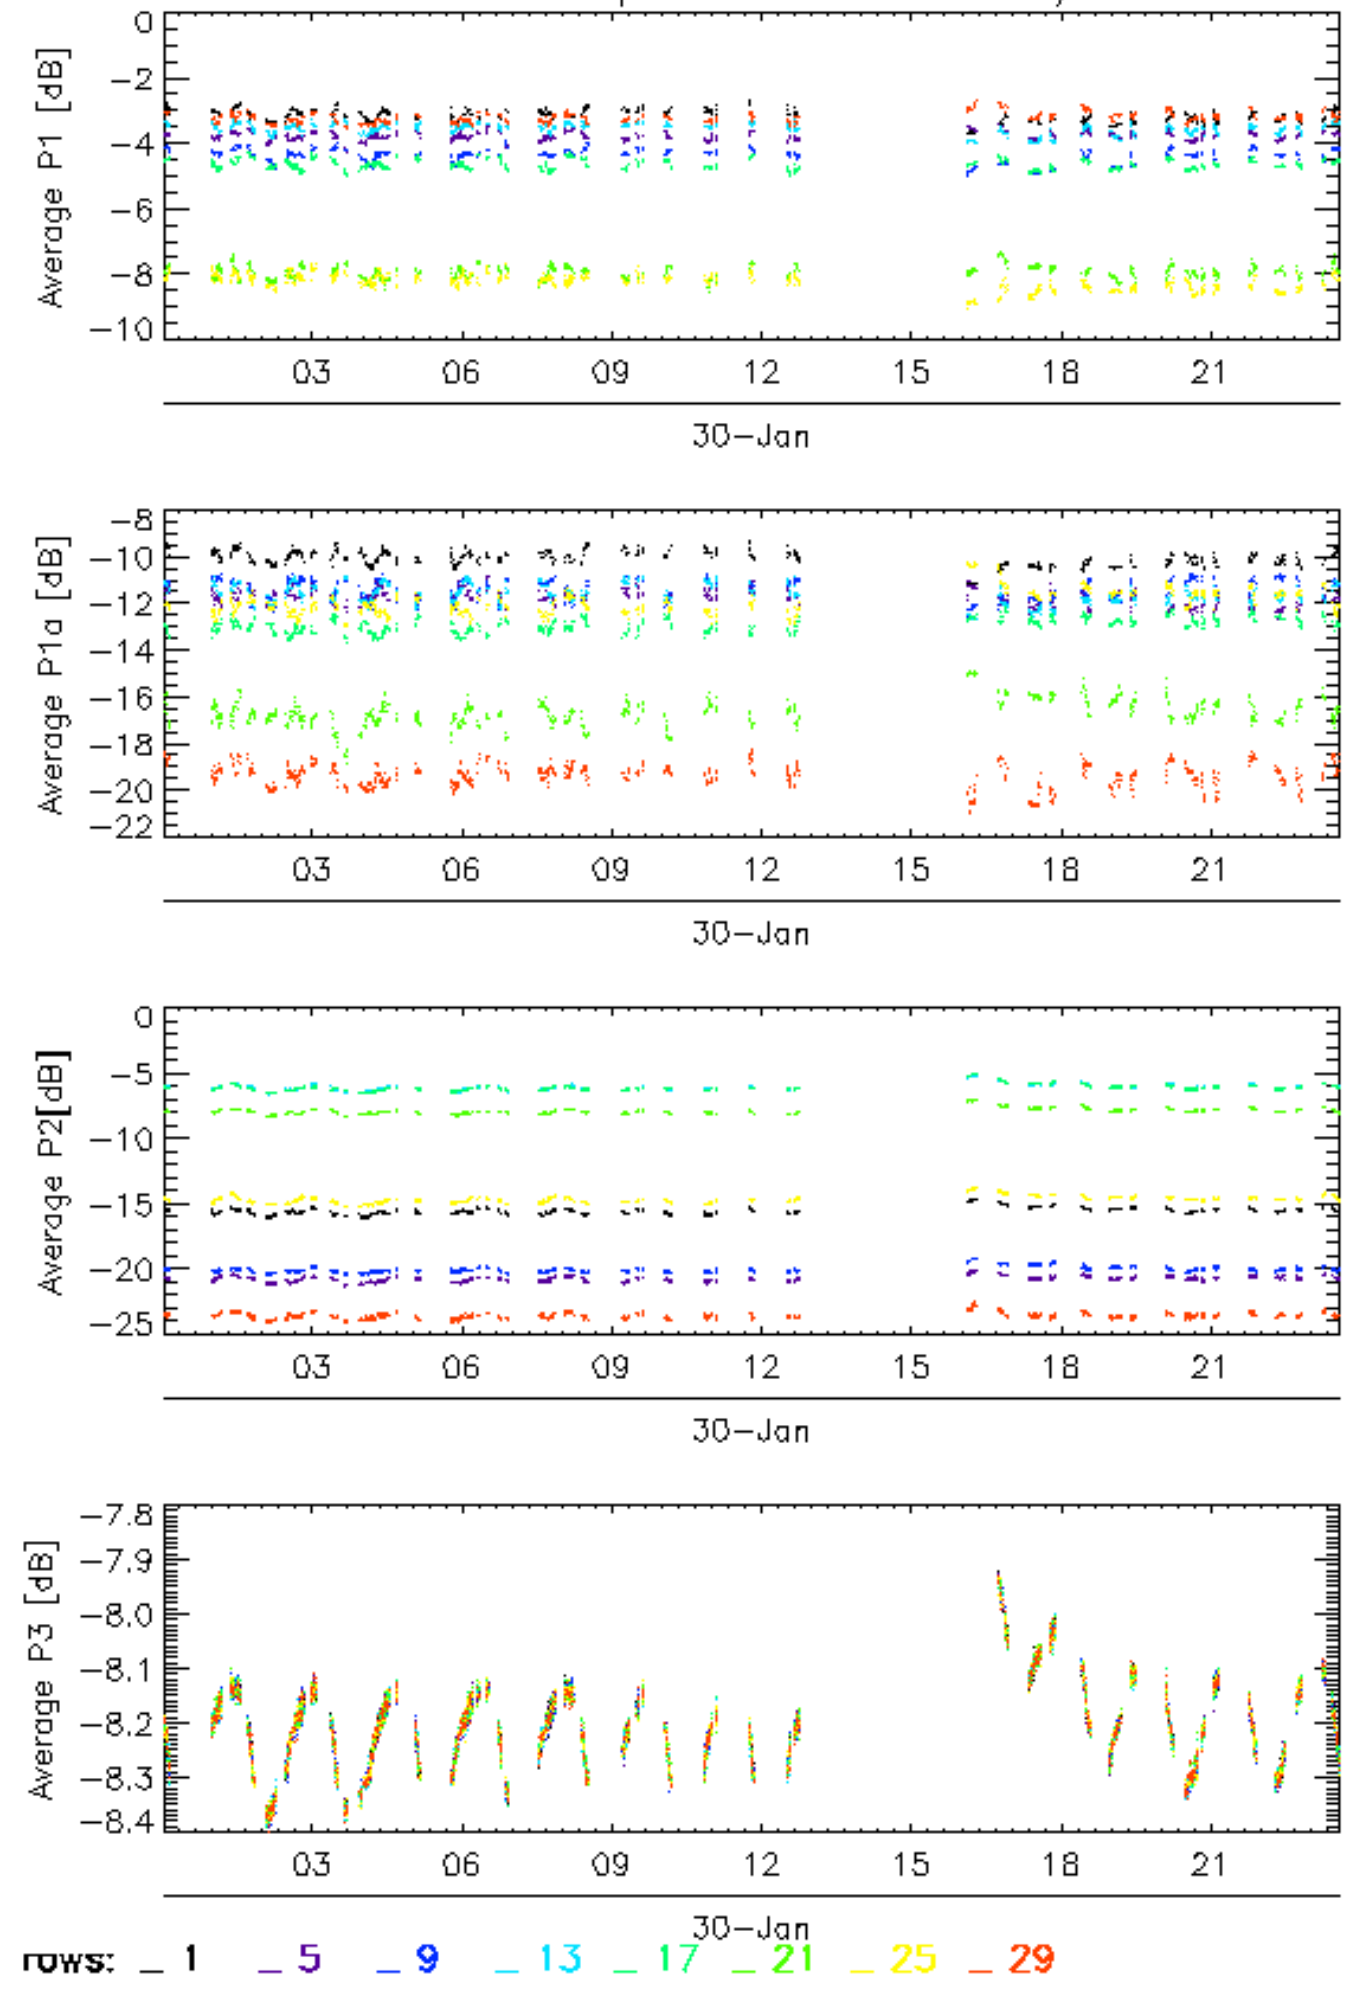 0
-2
-4
-6
-8
-10
Average P1 [dB]
03 06 09 12 15 18 21
30-Jan
-8
-10
-12
-14
-16
-18
-20
-22
Average P1a [dB]
03 06 09 12 15 18 21
30-Jan
0
-5
-10
-15
-20
-25
Average P2[dB]
03 06 09 12 15 18 21
30-Jan
-7.8
-7.9
-8.0
-8.1
-8.2
-8.3
-8.4
Average P3 [dB]
03 06 09 12 15 18 21
30-Jan
rows: _ 1 _ 5 _ 9 _ 13 _ 17 _ 21 _ 25 _ 29